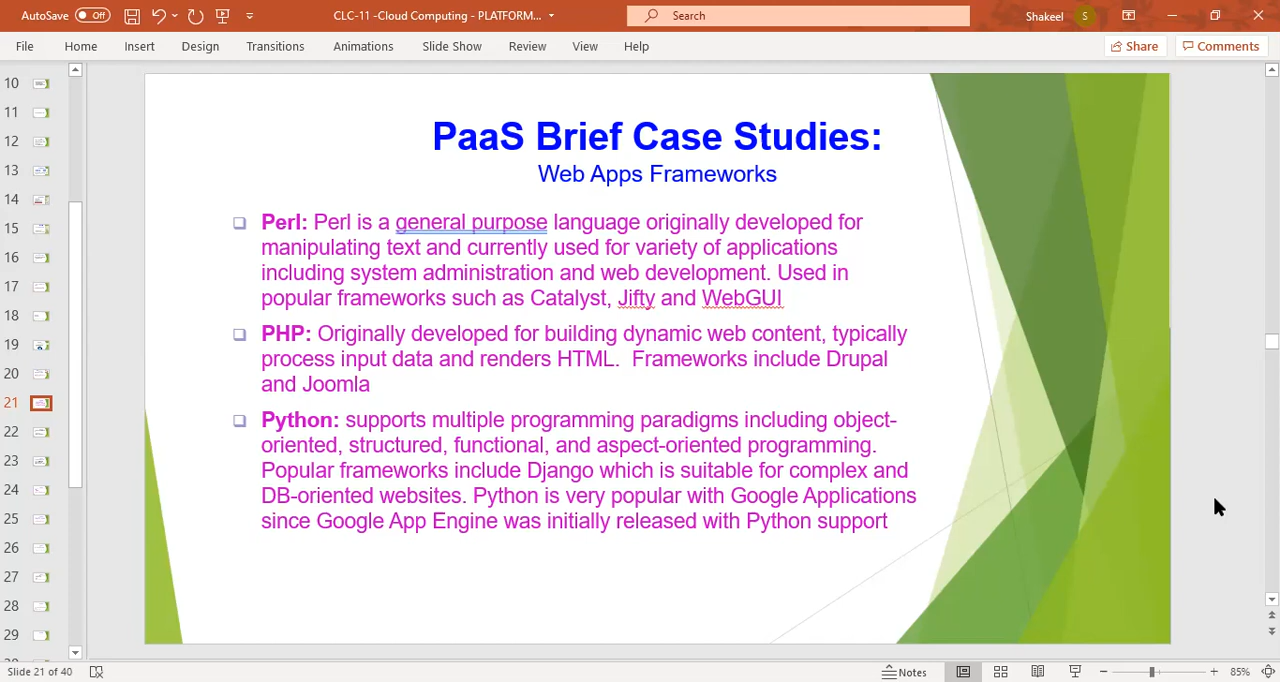 AutoSave Off CLC-11 -Cloud Computing - PLATFORM... Search Shakeel S
File Home Insert Design Transitions Animations Slide Show Review View Help Share Comments
10
11
12
13
14
15
16
17
18
19
20
21
22
23
24
25
26
27
28
29
PaaS Brief Case Studies:
Web Apps Frameworks
Perl: Perl is a general purpose language originally developed for
manipulating text and currently used for variety of applications
including system administration and web development. Used in
popular frameworks such as Catalyst, Jifty and WebGUI
PHP: Originally developed for building dynamic web content, typically
process input data and renders HTML. Frameworks include Drupal
and Joomla
Python: supports multiple programming paradigms including object-
oriented, structured, functional, and aspect-oriented programming.
Popular frameworks include Django which is suitable for complex and
DB-oriented websites. Python is very popular with Google Applications
since Google App Engine was initially released with Python support
Slide 21 of 40 Notes 85%